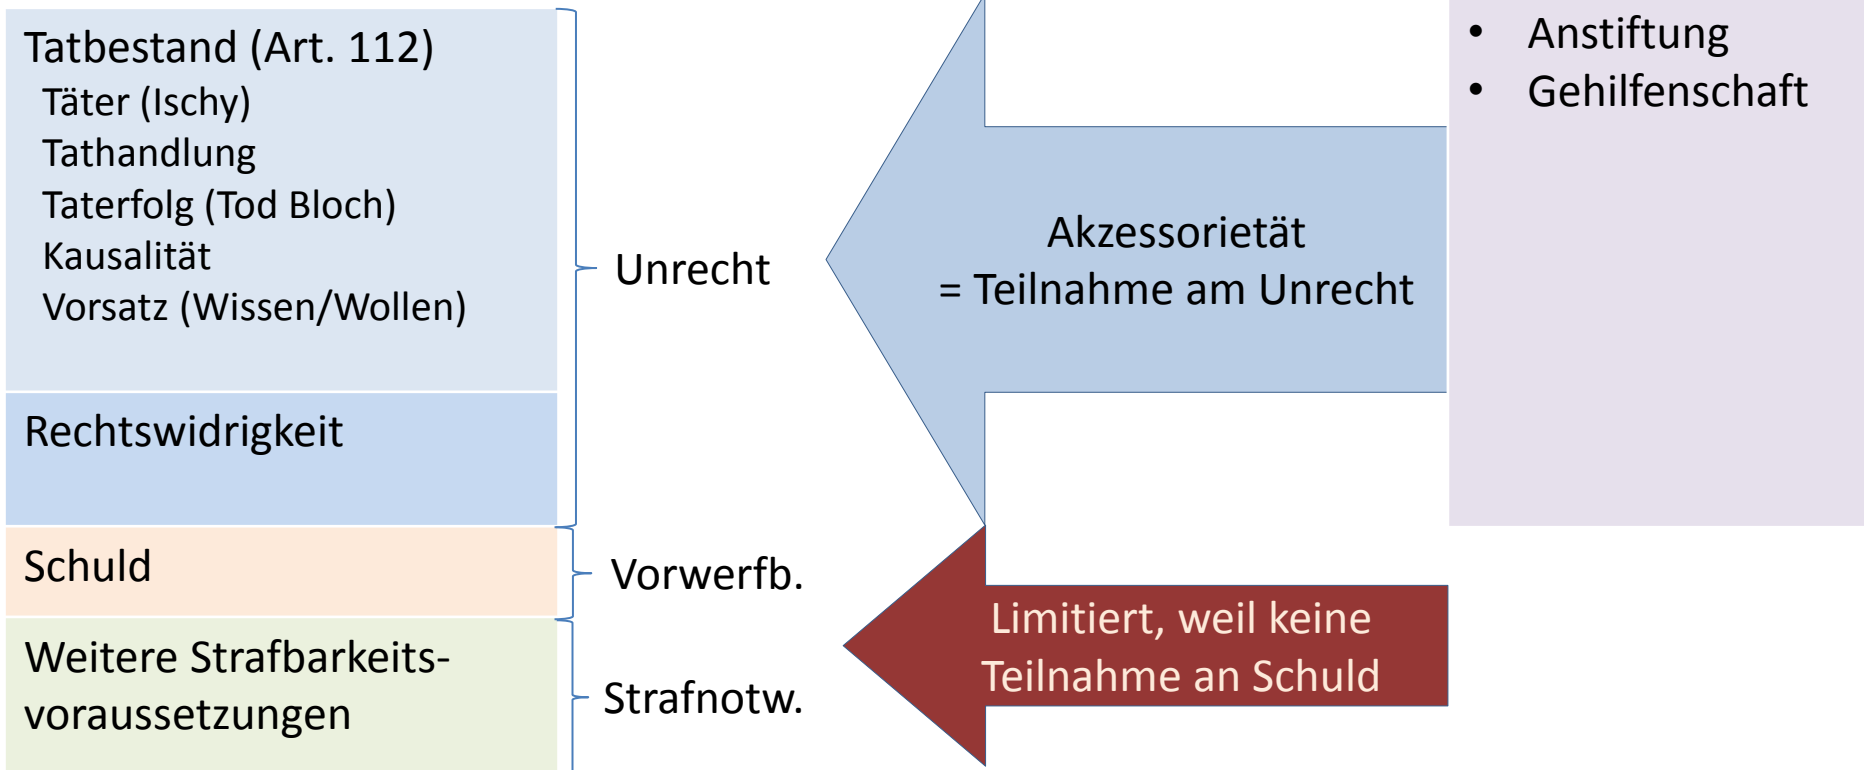 Tatbestand (Art. 112)
Täter (Ischy)
Tathandlung
Taterfolg (Tod Bloch)
Kausalität
Vorsatz (Wissen/Wollen)
Rechtswidrigkeit
Schuld
Weitere Strafbarkeits-
voraussetzungen
Unrecht
Vorwerfb.
Strafnotw.
Akzessorietät
= Teilnahme am Unrecht
Limitiert, weil keine
Teilnahme an Schuld
• Anstiftung
• Gehilfenschaft